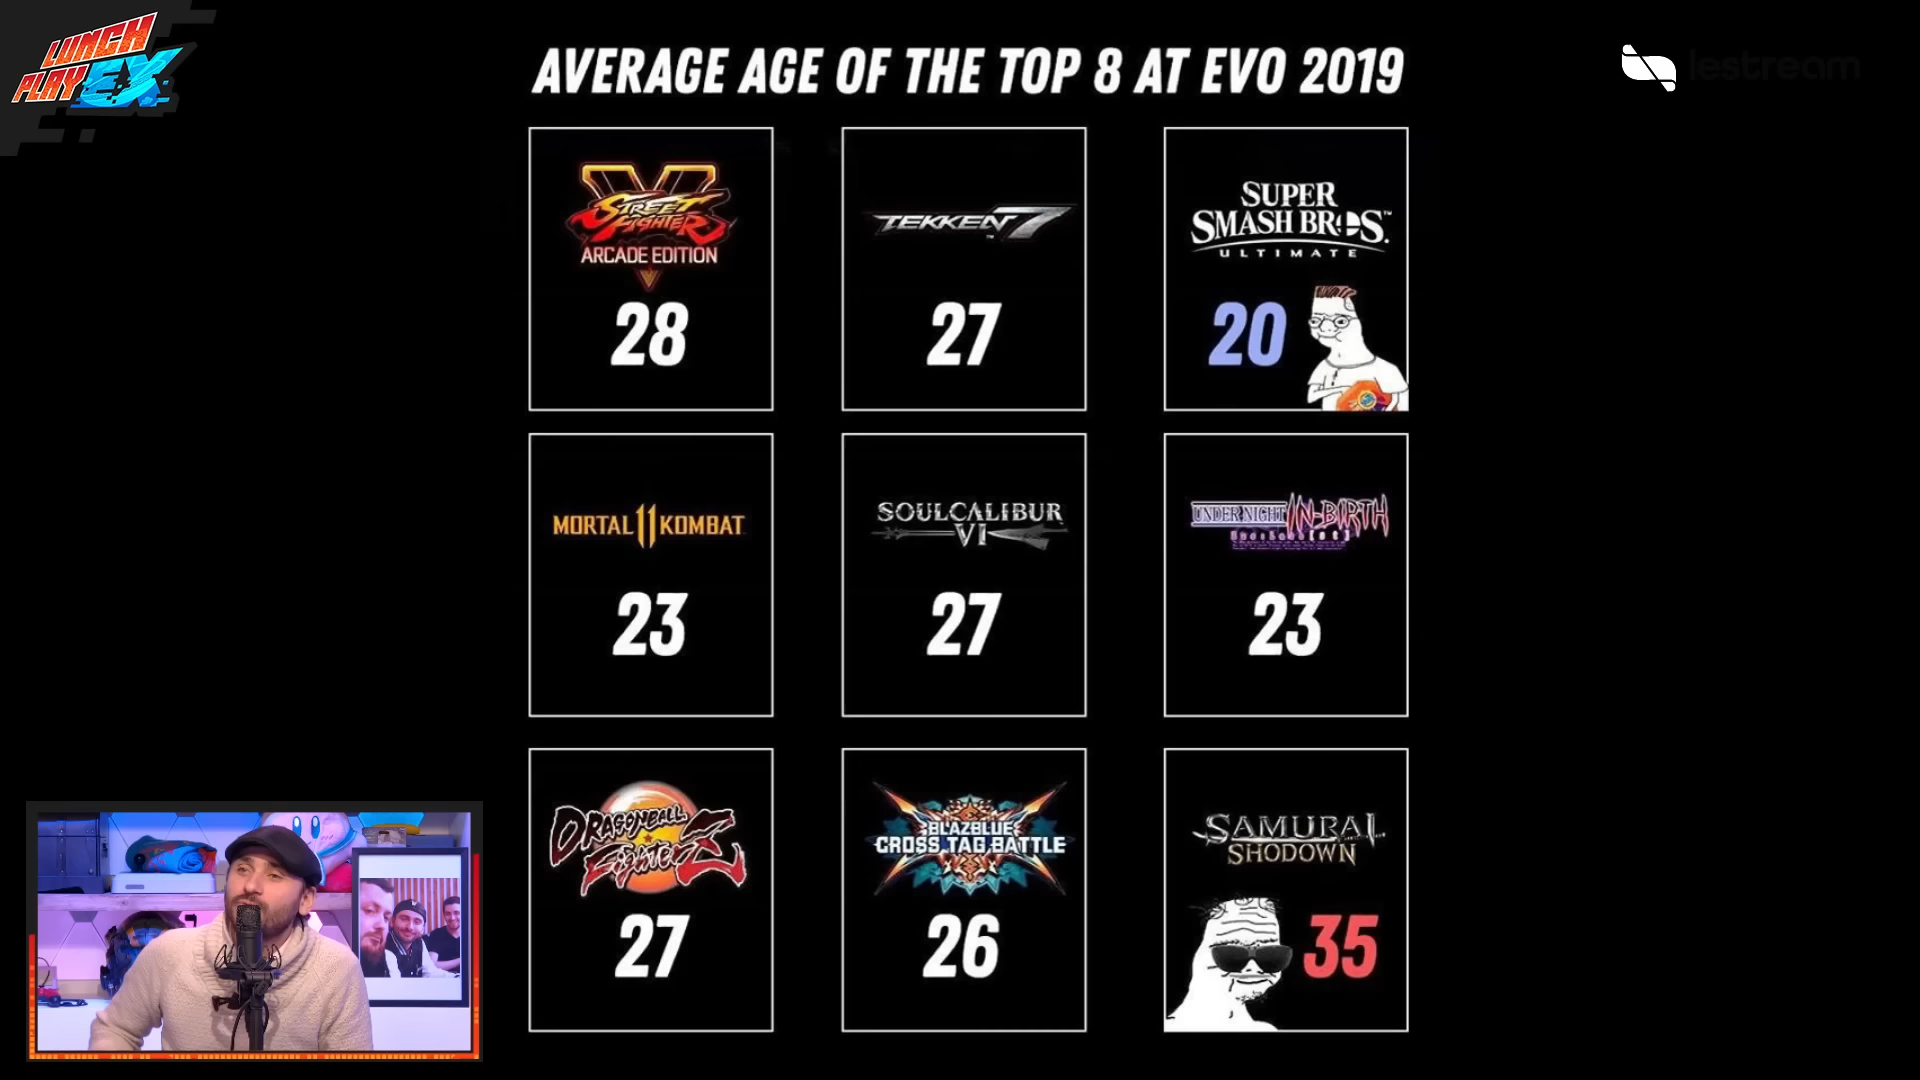 LUNCH
PLAY EX
AVERAGE AGE OF THE TOP 8 AT EVO 2019
lestream
V
STREET
FIGHTER
ARCADE EDITION
28
TEKKEN 7
27
SUPER
SMASH BROS.
ULTIMATE
20
MORTAL 11 KOMBAT
23
SOULCALIBUR
VI
27
UNDER NIGHT IN-BIRTH
23
DRAGONBALL
FighterZ
27
BLAZBLUE
CROSS TAG BATTLE
26
SAMURAI
SHODOWN
35